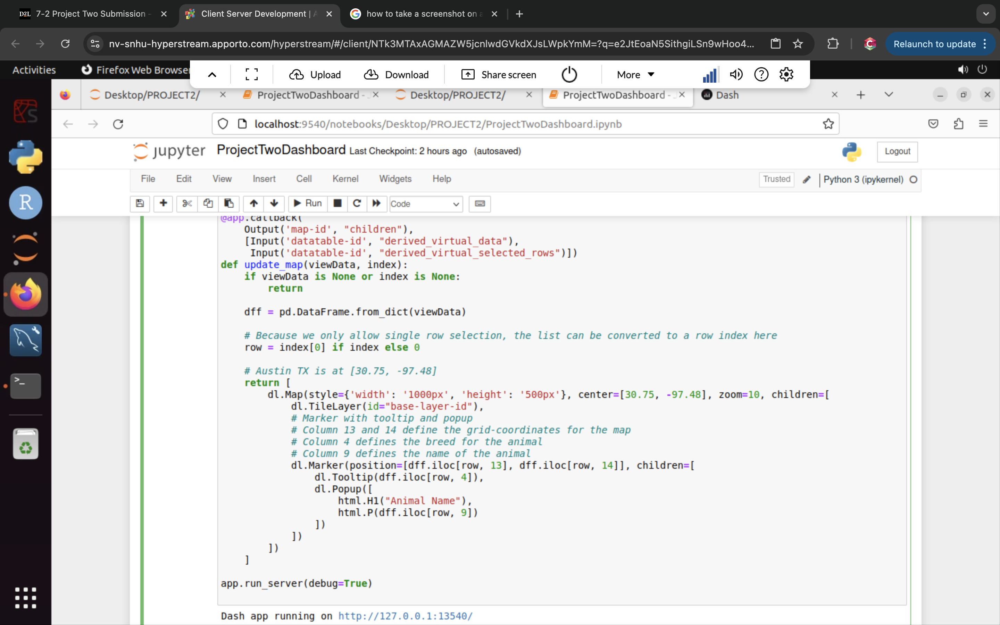 7-2 Project Two Submission -
Client Server Development | A
how to take a screenshot on a
nv-snhu-hyperstream.apporto.com/hyperstream/#/client/NTk3MTAxAGMAZW5jcnlwdGVkdXJsLWpkYmM=?q=e2JtEoaN5SithgiLSn9wHoo4...
Relaunch to update
Activities
Firefox Web Browser
Upload
Download
Share screen
More
Desktop/PROJECT2/
ProjectTwoDashboard - J
Desktop/PROJECT2/
ProjectTwoDashboard - J
Dash
localhost:9540/notebooks/Desktop/PROJECT2/ProjectTwoDashboard.ipynb
jupyter ProjectTwoDashboard Last Checkpoint: 2 hours ago (autosaved)
Logout
File Edit View Insert Cell Kernel Widgets Help
Trusted
Python 3 (ipykernel)
Run
Code
@app.callback(
    Output('map-id', "children"),
    [Input('datatable-id', "derived_virtual_data"),
     Input('datatable-id', "derived_virtual_selected_rows")])
def update_map(viewData, index):
    if viewData is None or index is None:
        return
    dff = pd.DataFrame.from_dict(viewData)
    # Because we only allow single row selection, the list can be converted to a row index here
    row = index[0] if index else 0
    # Austin TX is at [30.75, -97.48]
    return [
        dl.Map(style={'width': '1000px', 'height': '500px'}, center=[30.75, -97.48], zoom=10, children=[
            dl.TileLayer(id="base-layer-id"),
            # Marker with tooltip and popup
            # Column 13 and 14 define the grid-coordinates for the map
            # Column 4 defines the breed for the animal
            # Column 9 defines the name of the animal
            dl.Marker(position=[dff.iloc[row, 13], dff.iloc[row, 14]], children=[
                dl.Tooltip(dff.iloc[row, 4]),
                dl.Popup([
                    html.H1("Animal Name"),
                    html.P(dff.iloc[row, 9])
                ])
            ])
        ])
    ]
app.run_server(debug=True)
Dash app running on http://127.0.0.1:13540/